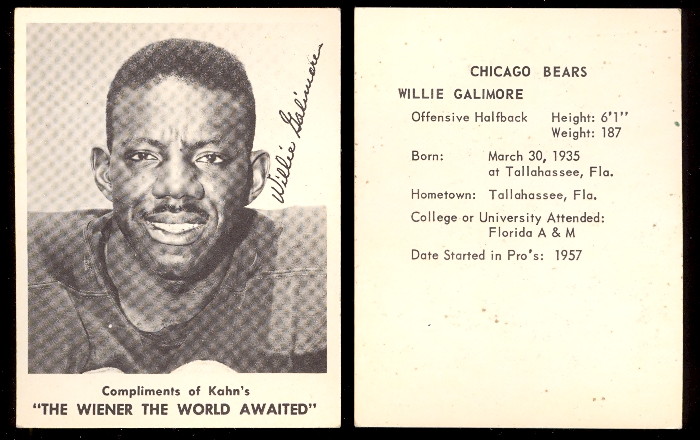 Willie Galimore
Compliments of Kahn's
"THE WIENER THE WORLD AWAITED"
CHICAGO BEARS
WILLIE GALIMORE
Offensive Halfback Height: 6'1"
Weight: 187
Born: March 30, 1935
at Tallahassee, Fla.
Hometown: Tallahassee, Fla.
College or University Attended:
Florida A & M
Date Started in Pro's: 1957